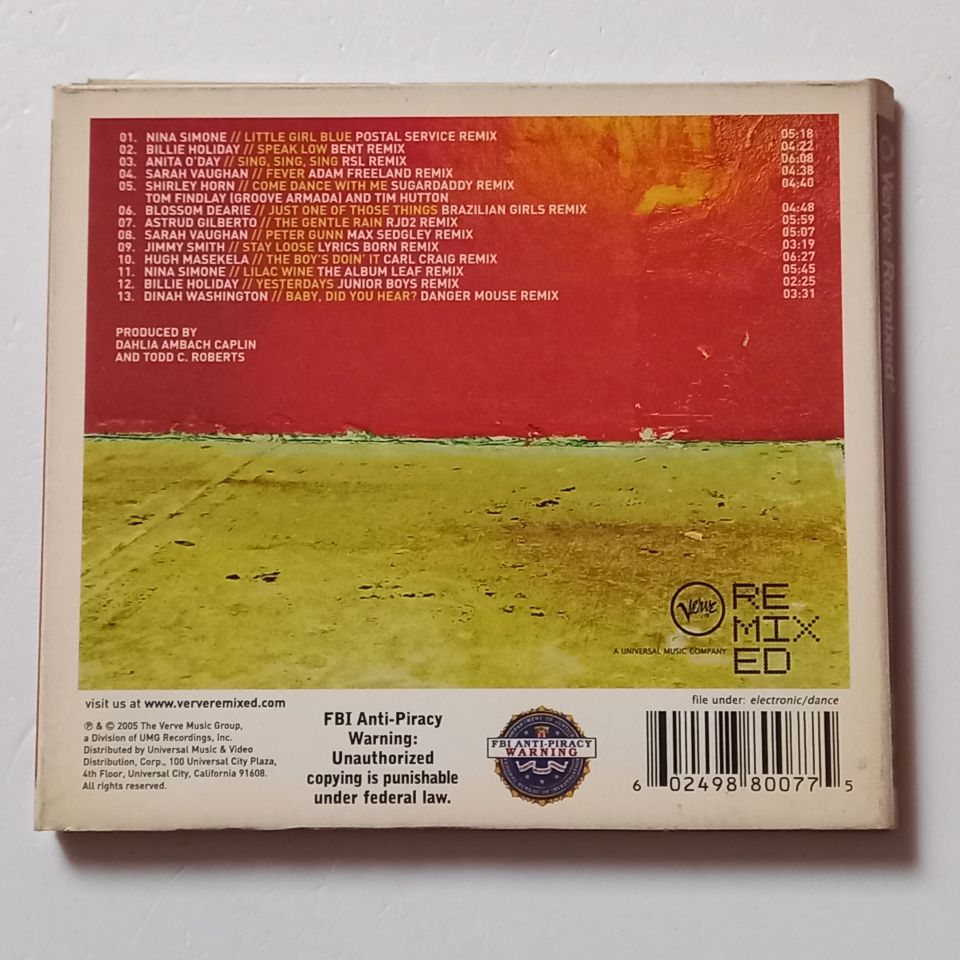 01. NINA SIMONE // LITTLE GIRL BLUE POSTAL SERVICE REMIX 05:18
02. BILLIE HOLIDAY // SPEAK LOW BENT REMIX 04:22
03. ANITA O'DAY // SING, SING, SING RSL REMIX 06:08
04. SARAH VAUGHAN // FEVER ADAM FREELAND REMIX 04:38
05. SHIRLEY HORN // COME DANCE WITH ME SUGARDADDY REMIX 04:40
TOM FINDLAY (GROOVE ARMADA) AND TIM HUTTON
06. BLOSSOM DEARIE // JUST ONE OF THOSE THINGS BRAZILIAN GIRLS REMIX 04:48
07. ASTRUD GILBERTO // THE GENTLE RAIN RJD2 REMIX 05:59
08. SARAH VAUGHAN // PETER GUNN MAX SEDGLEY REMIX 05:07
09. JIMMY SMITH // STAY LOOSE LYRICS BORN REMIX 03:19
10. HUGH MASEKELA // THE BOY'S DOIN' IT CARL CRAIG REMIX 06:27
11. NINA SIMONE // LILAC WINE THE ALBUM LEAF REMIX 05:45
12. BILLIE HOLIDAY // YESTERDAYS JUNIOR BOYS REMIX 02:25
13. DINAH WASHINGTON // BABY, DID YOU HEAR? DANGER MOUSE REMIX 03:31
PRODUCED BY
DAHLIA AMBACH CAPLIN
AND TODD C. ROBERTS
Verve
A UNIVERSAL MUSIC COMPANY
RE
MIX
ED
visit us at www.ververemixed.com
℗ & © 2005 The Verve Music Group,
a Division of UMG Recordings, Inc.
Distributed by Universal Music & Video
Distribution, Corp., 100 Universal City Plaza,
4th Floor, Universal City, California 91608.
All rights reserved.
FBI Anti-Piracy
Warning:
Unauthorized
copying is punishable
under federal law.
DEPARTMENT OF JUSTICE
FBI ANTI-PIRACY
WARNING
file under: electronic/dance
6 02498 80077 5
Verve Remixed